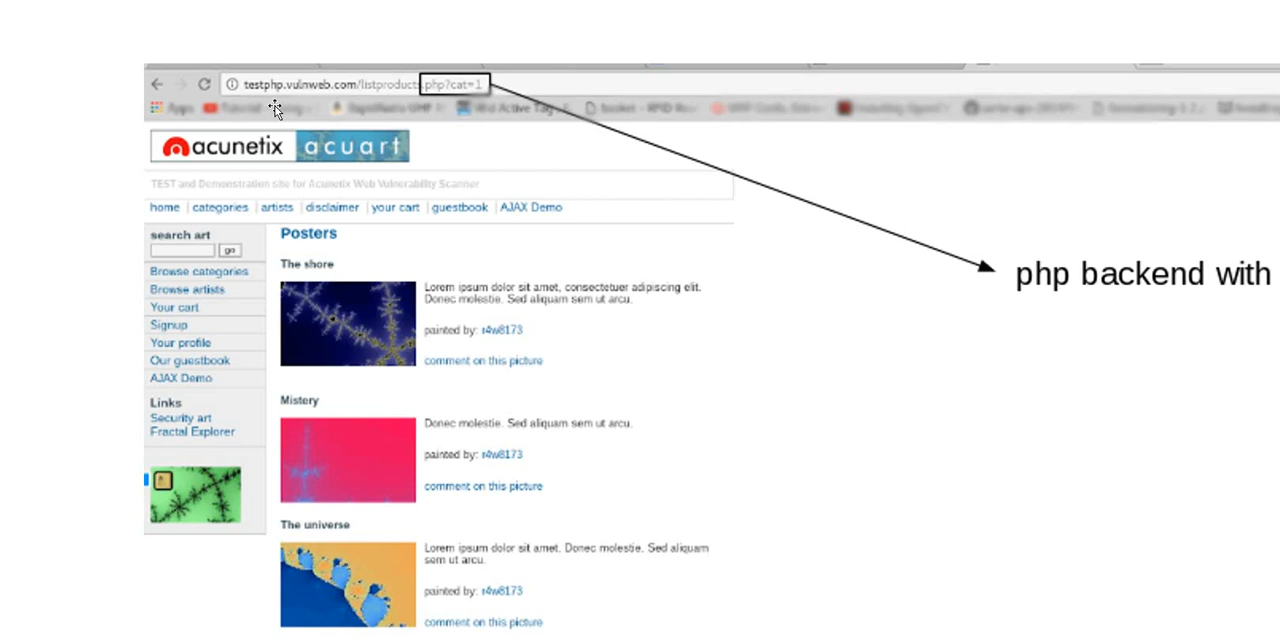 testphp.vulnweb.com/listproducts.php?cat=1
Apps
acunetix acuart
TEST and Demonstration site for Acunetix Web Vulnerability Scanner
home categories artists disclaimer your cart guestbook AJAX Demo
search art
go
Browse categories
Browse artists
Your cart
Signup
Your profile
Our guestbook
AJAX Demo
Links
Security art
Fractal Explorer
Posters
The shore
Lorem ipsum dolor sit amet, consectetuer adipiscing elit.
Donec molestie. Sed aliquam sem ut arcu.
painted by: r4w8173
comment on this picture
Mistery
Donec molestie. Sed aliquam sem ut arcu.
painted by: r4w8173
comment on this picture
The universe
Lorem ipsum dolor sit amet. Donec molestie. Sed aliquam
sem ut arcu.
painted by: r4w8173
comment on this picture
php backend with